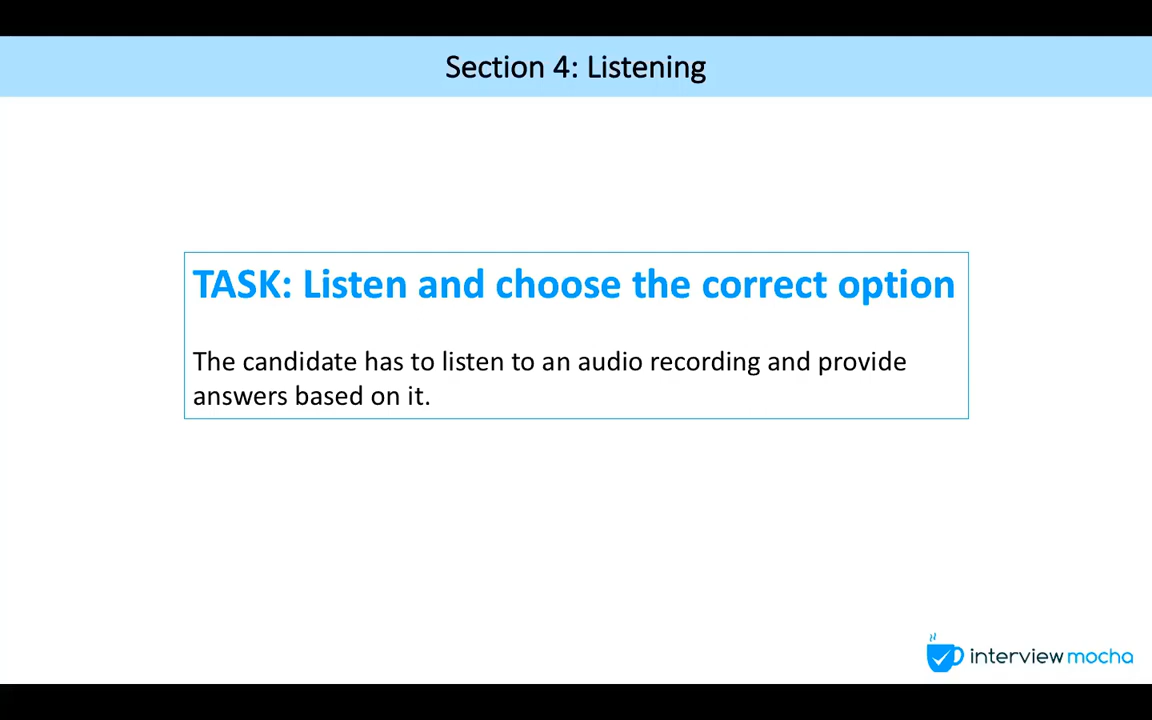 Section 4: Listening
TASK: Listen and choose the correct option
The candidate has to listen to an audio recording and provide
answers based on it.
interview mocha